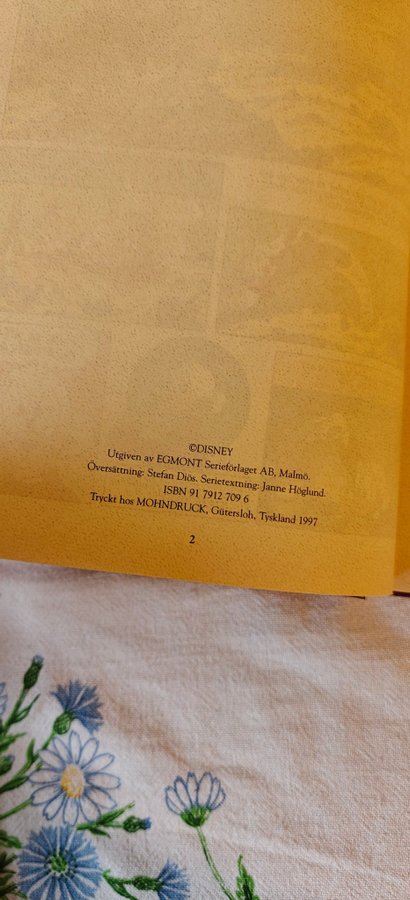 ©DISNEY
Utgiven av EGMONT Serieförlaget AB, Malmö.
Översättning: Stefan Diös. Serietextning: Janne Höglund.
ISBN 91 7912 709 6
Tryckt hos MOHNDRUCK, Gütersloh, Tyskland 1997
2